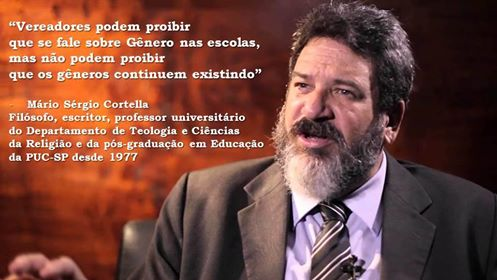 “Vereadores podem proibir
que se fale sobre Gênero nas escolas,
mas não podem proibir
que os gêneros continuem existindo”
- Mário Sérgio Cortella
Filósofo, escritor, professor universitário
do Departamento de Teologia e Ciências
da Religião e da pós-graduação em Educação
da PUC-SP desde 1977